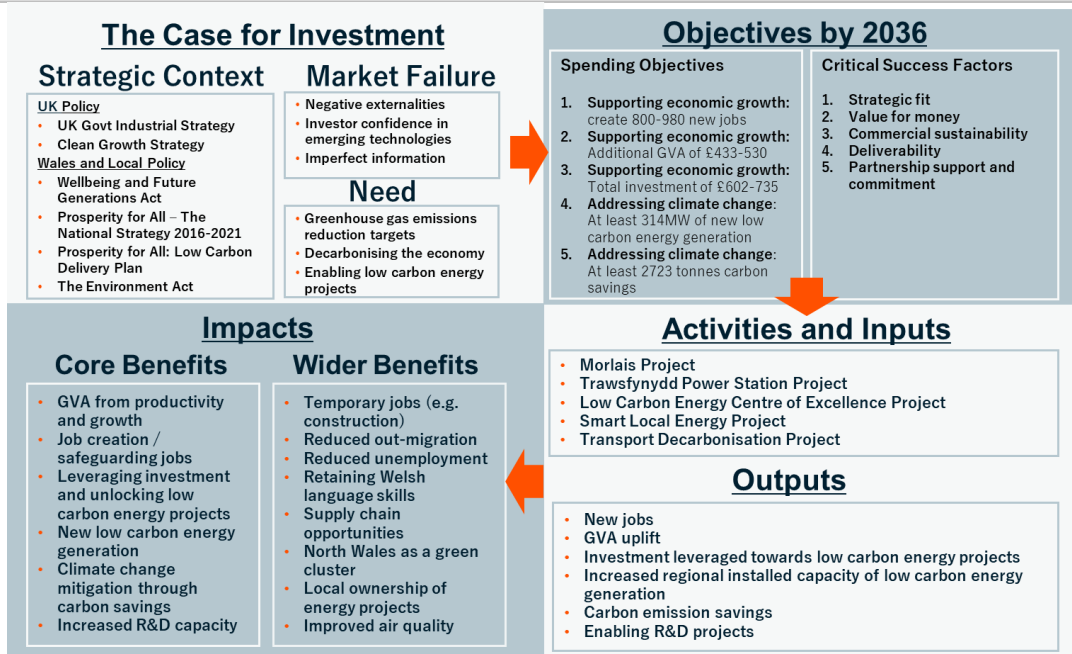 The Case for Investment
Strategic Context
UK Policy
• UK Govt Industrial Strategy
• Clean Growth Strategy
Wales and Local Policy
• Wellbeing and Future
Generations Act
• Prosperity for All – The
National Strategy 2016-2021
• Prosperity for All: Low Carbon
Delivery Plan
• The Environment Act
Market Failure
• Negative externalities
• Investor confidence in
emerging technologies
• Imperfect information
Need
• Greenhouse gas emissions
reduction targets
• Decarbonising the economy
• Enabling low carbon energy
projects
Objectives by 2036
Spending Objectives
1. Supporting economic growth:
create 800-980 new jobs
2. Supporting economic growth:
Additional GVA of £433-530
3. Supporting economic growth:
Total investment of £602-735
4. Addressing climate change:
At least 314MW of new low
carbon energy generation
5. Addressing climate change:
At least 2723 tonnes carbon
savings
Critical Success Factors
1. Strategic fit
2. Value for money
3. Commercial sustainability
4. Deliverability
5. Partnership support and
commitment
Activities and Inputs
• Morlais Project
• Trawsfynydd Power Station Project
• Low Carbon Energy Centre of Excellence Project
• Smart Local Energy Project
• Transport Decarbonisation Project
Outputs
• New jobs
• GVA uplift
• Investment leveraged towards low carbon energy projects
• Increased regional installed capacity of low carbon energy
generation
• Carbon emission savings
• Enabling R&D projects
Impacts
Core Benefits
• GVA from productivity
and growth
• Job creation /
safeguarding jobs
• Leveraging investment
and unlocking low
carbon energy projects
• New low carbon energy
generation
• Climate change
mitigation through
carbon savings
• Increased R&D capacity
Wider Benefits
• Temporary jobs (e.g.
construction)
• Reduced out-migration
• Reduced unemployment
• Retaining Welsh
language skills
• Supply chain
opportunities
• North Wales as a green
cluster
• Local ownership of
energy projects
• Improved air quality